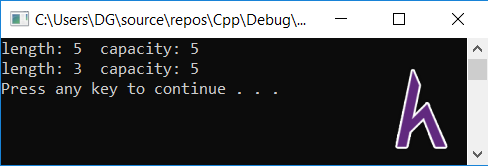 C:\Users\DG\source\repos\Cpp\Debug\...
length: 5  capacity: 5
length: 3  capacity: 5
Press any key to continue . . .